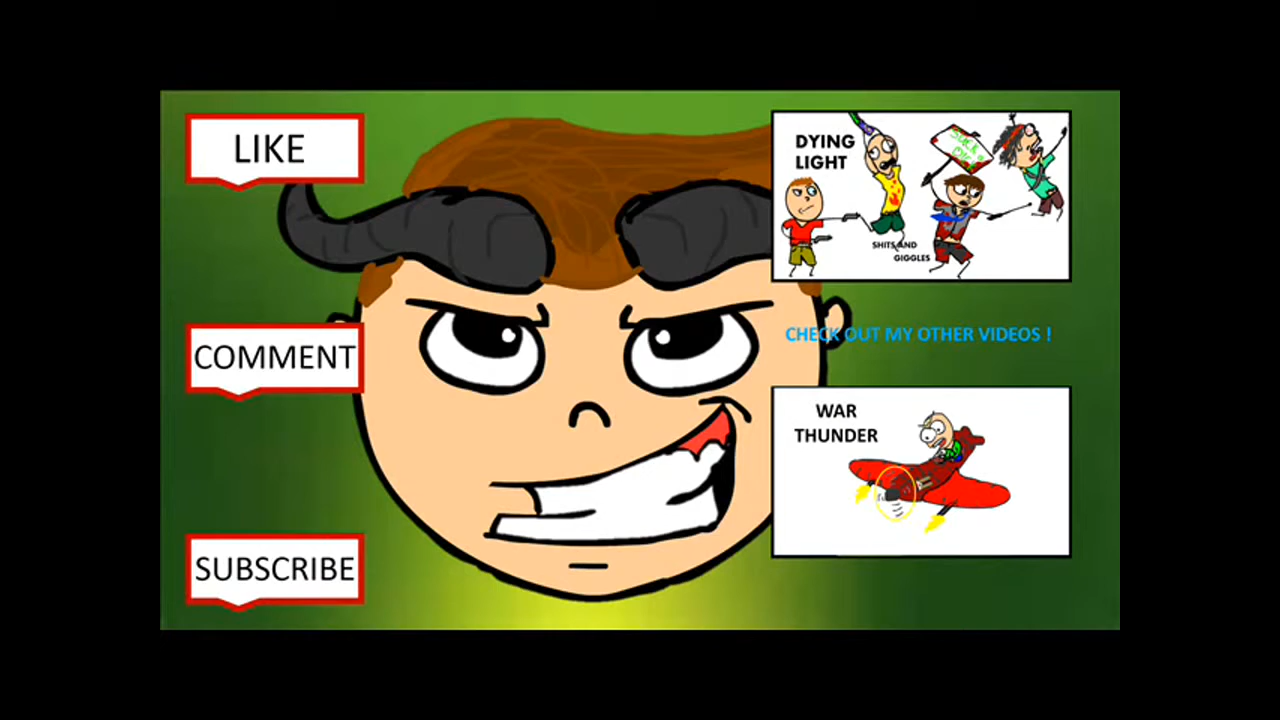 LIKE
COMMENT
SUBSCRIBE
DYING
LIGHT
SHITS AND
GIGGLES
CHECK OUT MY OTHER VIDEOS !
WAR
THUNDER